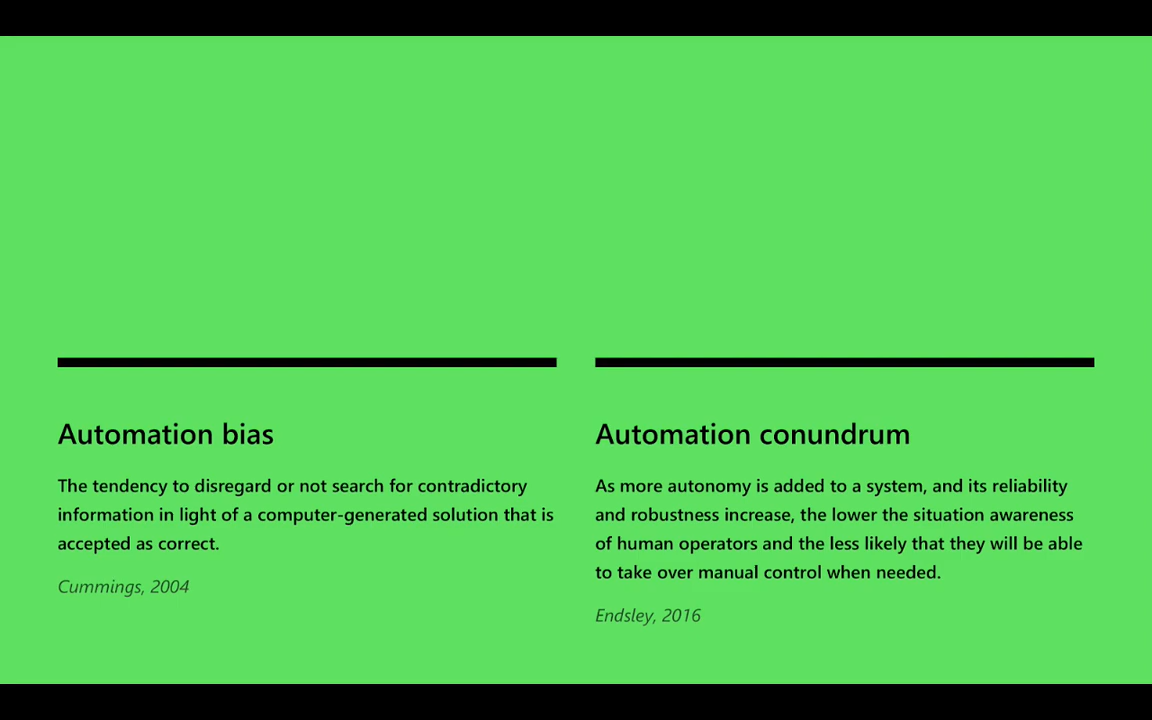 Automation bias
The tendency to disregard or not search for contradictory
information in light of a computer-generated solution that is
accepted as correct.
Cummings, 2004
Automation conundrum
As more autonomy is added to a system, and its reliability
and robustness increase, the lower the situation awareness
of human operators and the less likely that they will be able
to take over manual control when needed.
Endsley, 2016